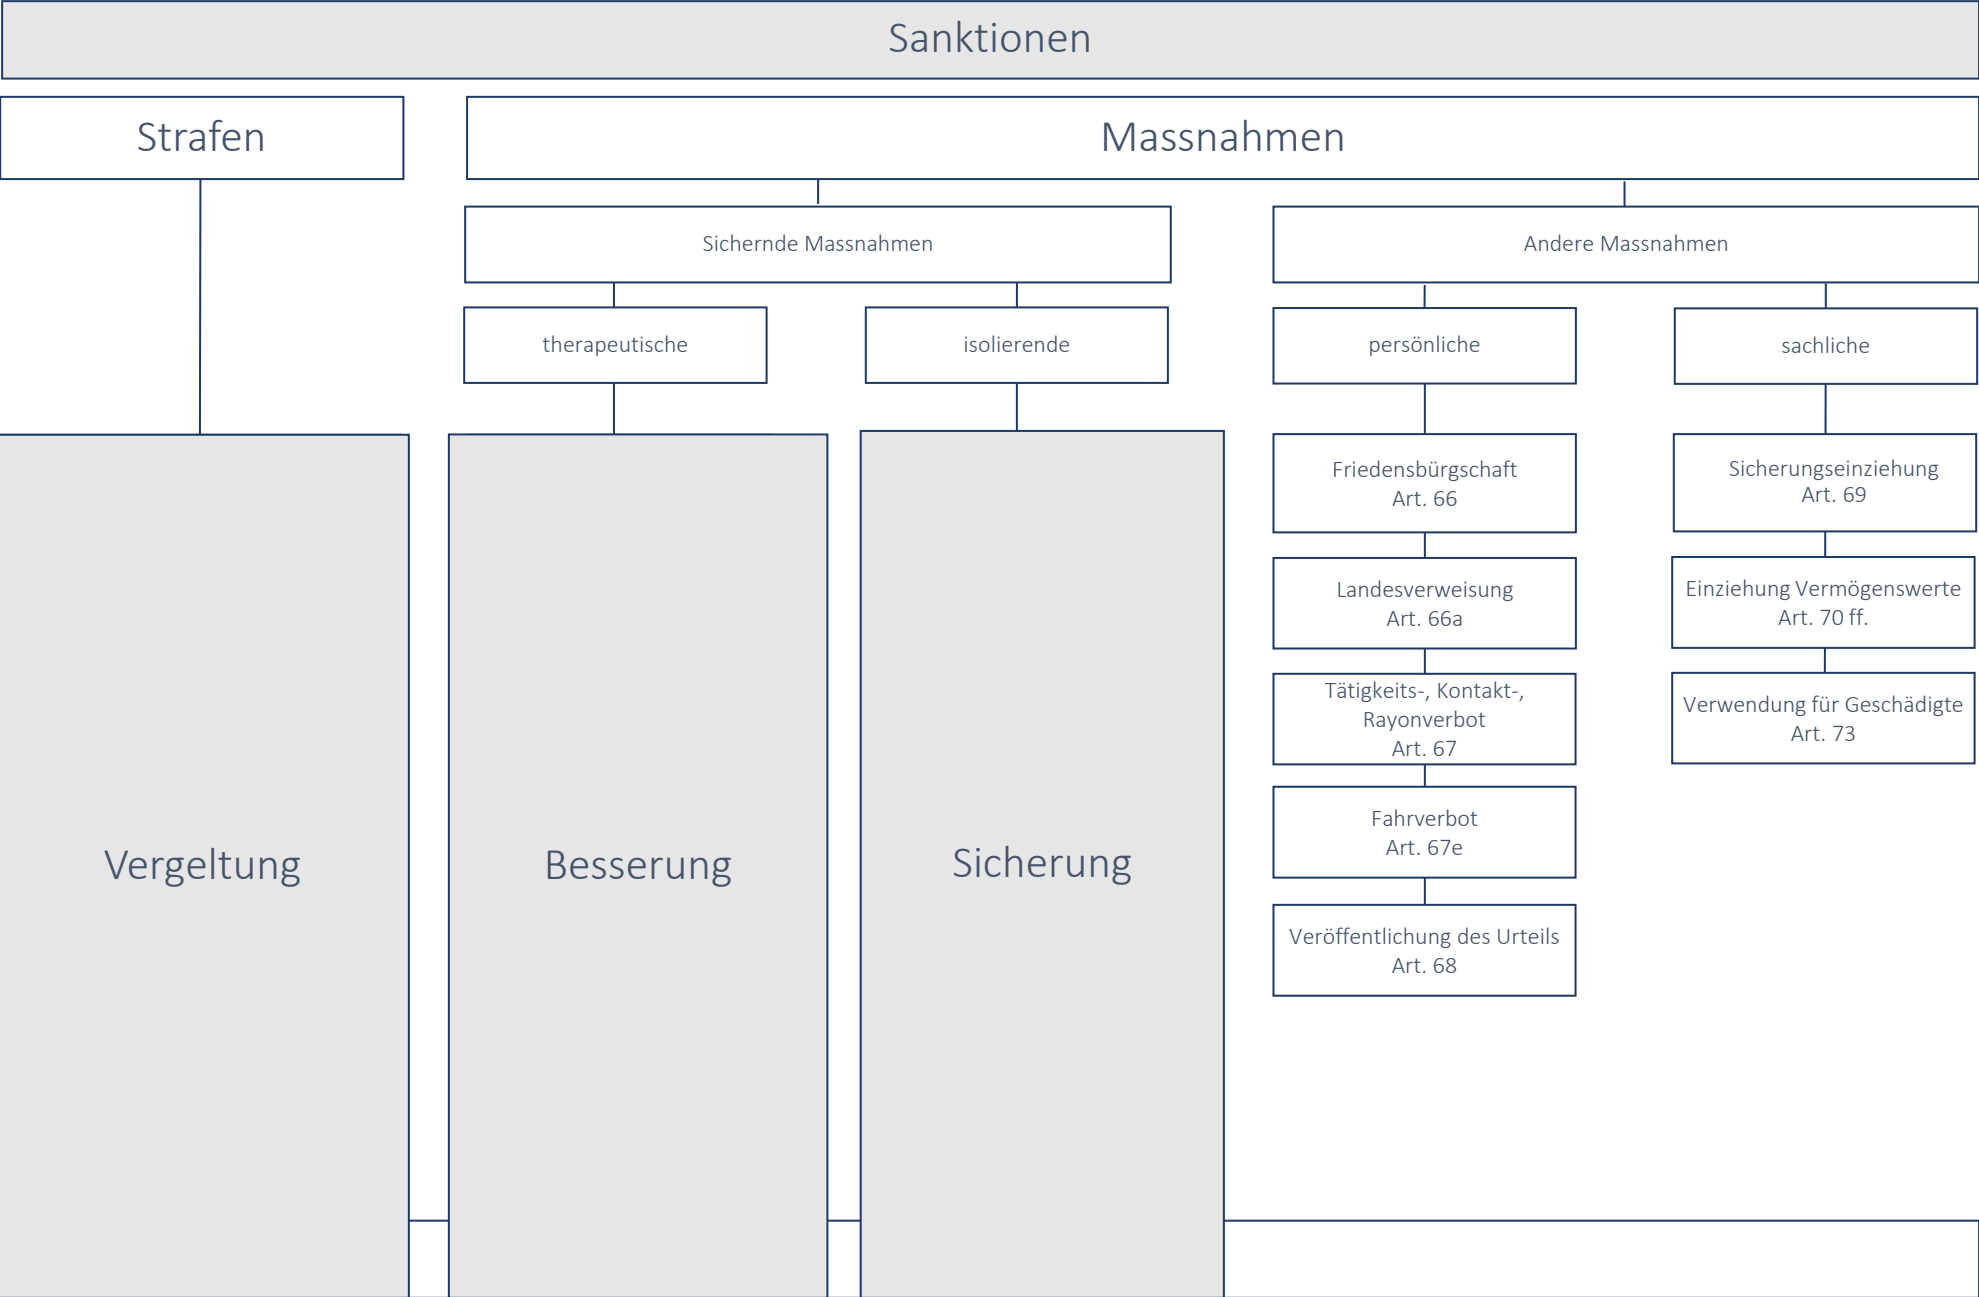 Sanktionen
Strafen
Massnahmen
Sichernde Massnahmen
Andere Massnahmen
therapeutische
isolierende
persönliche
sachliche
Vergeltung
Besserung
Sicherung
Friedensbürgschaft
Art. 66
Landesverweisung
Art. 66a
Tätigkeits-, Kontakt-,
Rayonverbot
Art. 67
Fahrverbot
Art. 67e
Veröffentlichung des Urteils
Art. 68
Sicherungseinziehung
Art. 69
Einziehung Vermögenswerte
Art. 70 ff.
Verwendung für Geschädigte
Art. 73